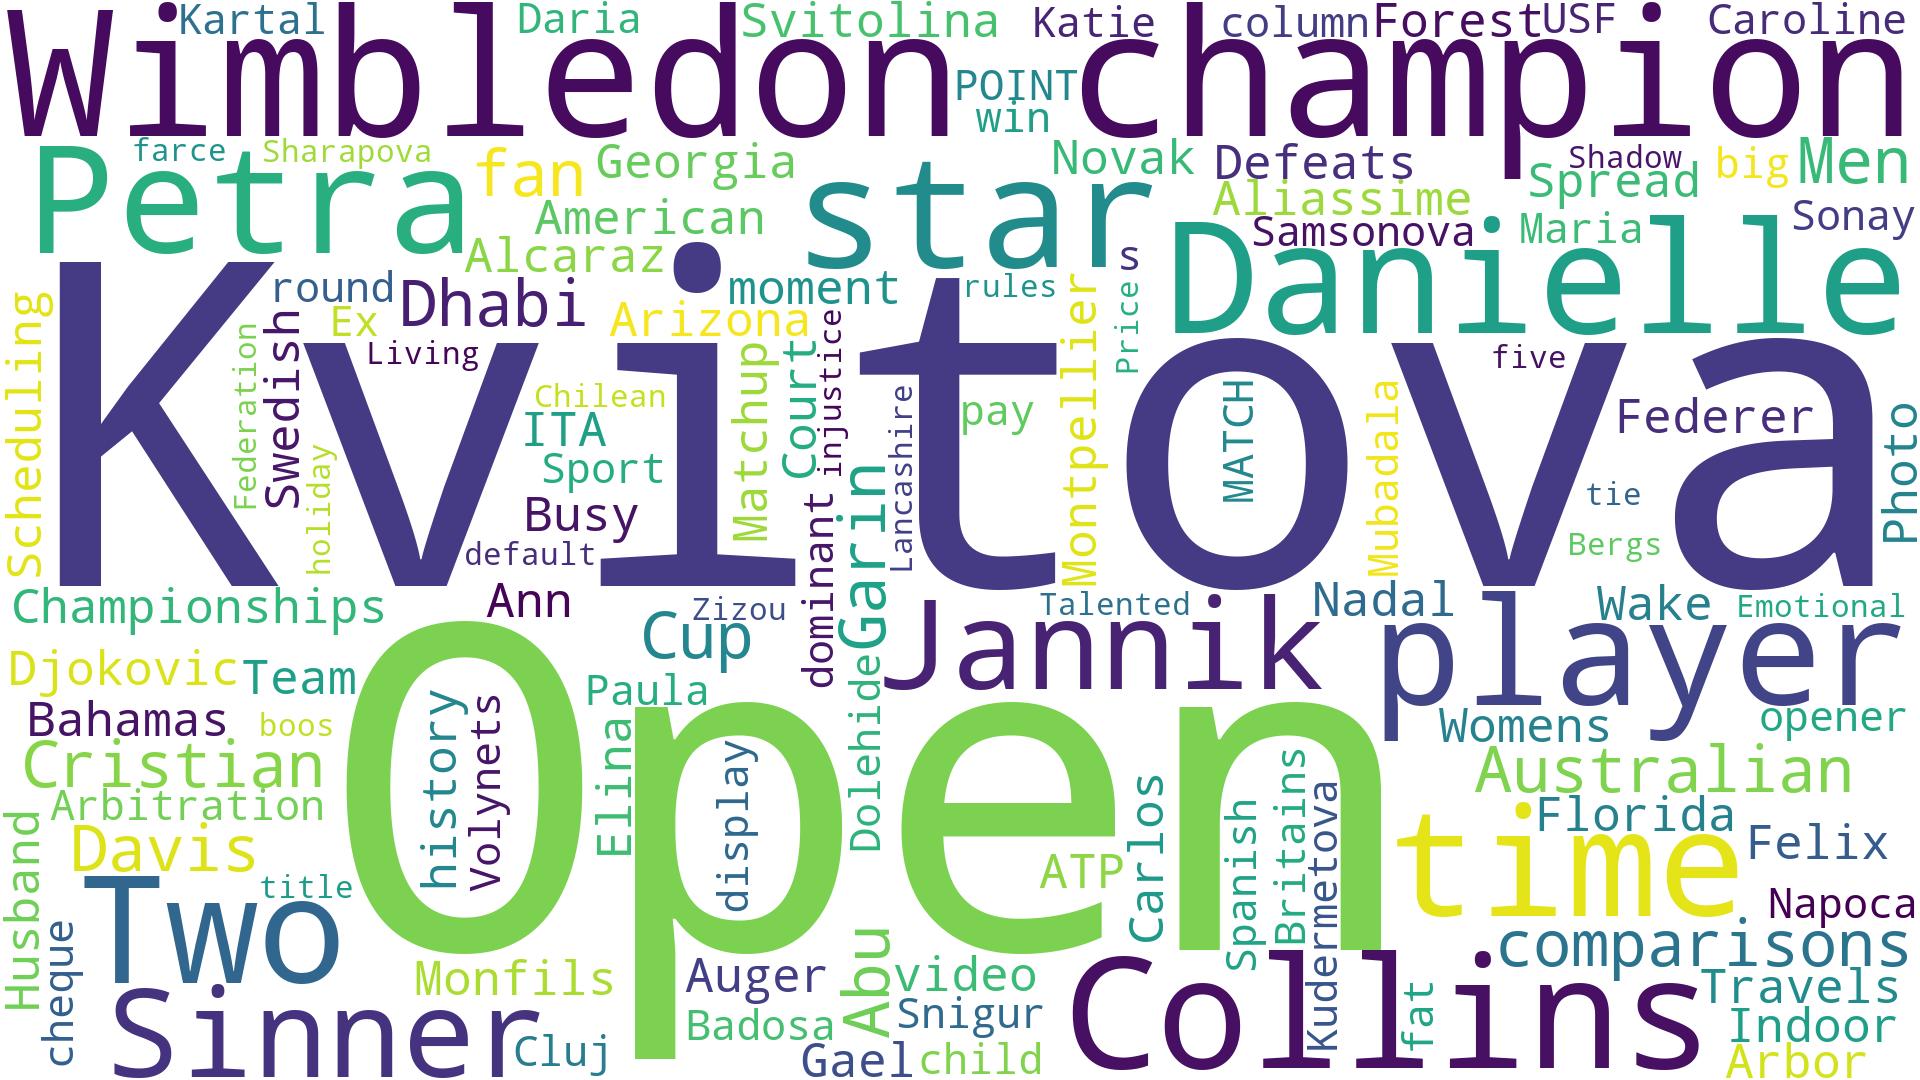 Wimbledon champion
Kartal
Daria
Svitolina
Katie
column
Forest
USF
Caroline
POINT
win
Petra
farce
Sharapova
fan
Georgia
American
Alcaraz
star
Novak
Defeats
Aliassime
Samsonova
Shadow
Spread
big
Men
Maria
Sonay
Danielle
Kvitova
round
Ex
Dhabi
Arizona
moment
rules
s
Price
Montpellier
Scheduling
Federation
Swedish
holiday
Living
Chilean
ITA
Sport
Busy
default
Matchup
Court
injustice
dominant
Garin
Lancashire
pay
MATCH
Mubadala
five
Federer
Photo
tie
Bergs
Championships
Ann
Zizou
Cup
Talented
Jannik
Nadal
Wake
Emotional
player
Djokovic
Team
Paula
Bahamas
boos
Womens
opener
Cristian
Arbitration
Open
history
Volynets
Elina
display
Dolehide
Australian
Davis
Husband
Two
title
ATP
Carlos
Spanish
Britains
Kudermetova
time
Florida
Felix
Napoca
comparisons
cheque
Sinner
Monfils
Cluj
Auger
Badosa
Abu
video
Snigur
Gael
child
Collins
fat
Travels
Indoor
Arbor